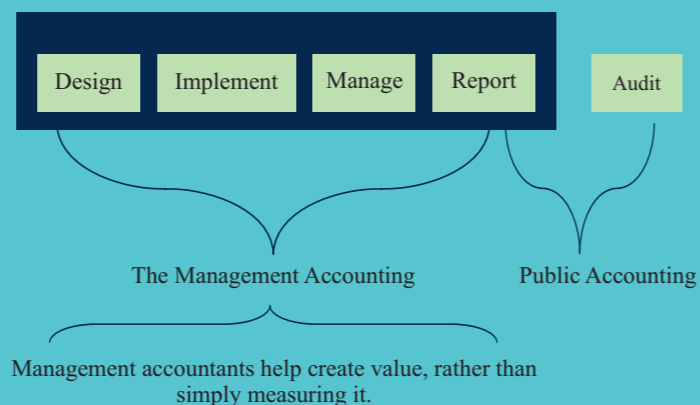 Design Implement Manage Report Audit
The Management Accounting Public Accounting
Management accountants help create value, rather than
simply measuring it.